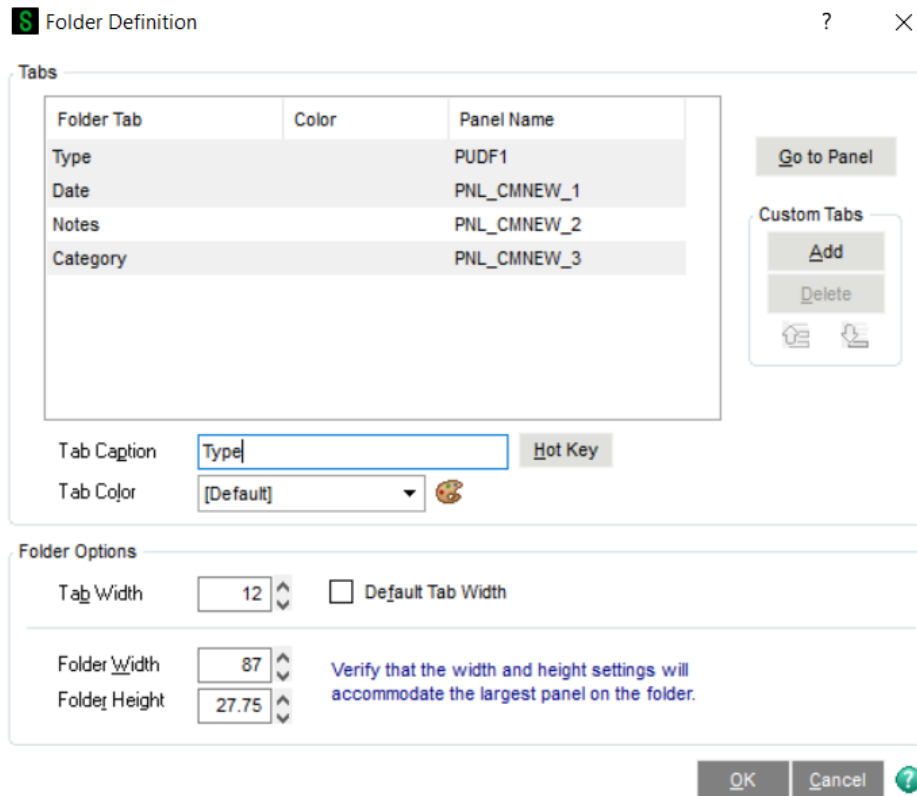 S Folder Definition ? ×
Tabs
Folder Tab Color Panel Name
Type PUDF1
Date PNL_CMNEW_1
Notes PNL_CMNEW_2
Category PNL_CMNEW_3
Go to Panel
Custom Tabs
Add
Delete
Tab Caption Type Hot Key
Tab Color [Default]
Folder Options
Tab Width 12 Default Tab Width
Folder Width 87 Verify that the width and height settings will
Folder Height 27.75 accommodate the largest panel on the folder.
OK Cancel ?